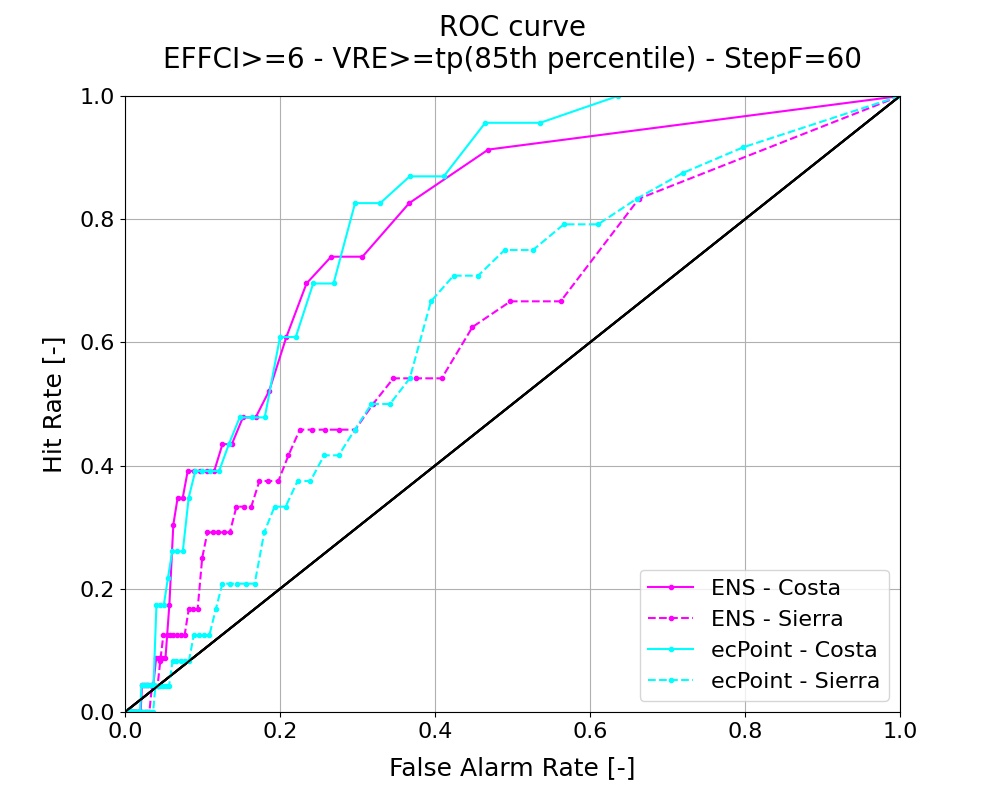 ROC curve
EFFCI>=6 - VRE>=tp(85th percentile) - StepF=60
1.0
0.8
0.6
0.4
0.2
0.0
Hit Rate [-]
0.0 0.2 0.4 0.6 0.8 1.0
False Alarm Rate [-]
ENS - Costa
ENS - Sierra
ecPoint - Costa
ecPoint - Sierra